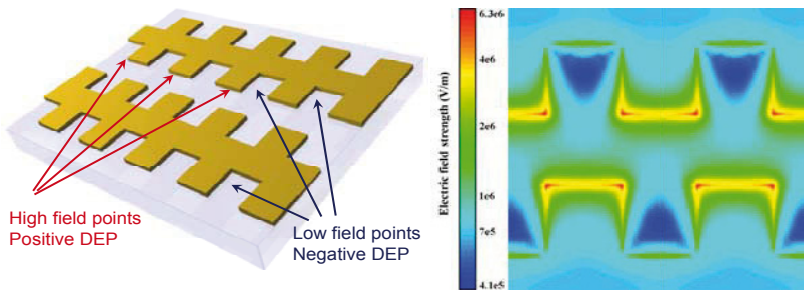 High field points
Positive DEP
Low field points
Negative DEP
Electric field strength (V/m)
6.3e6
4e6
2e6
1e6
7e5
4.1e5